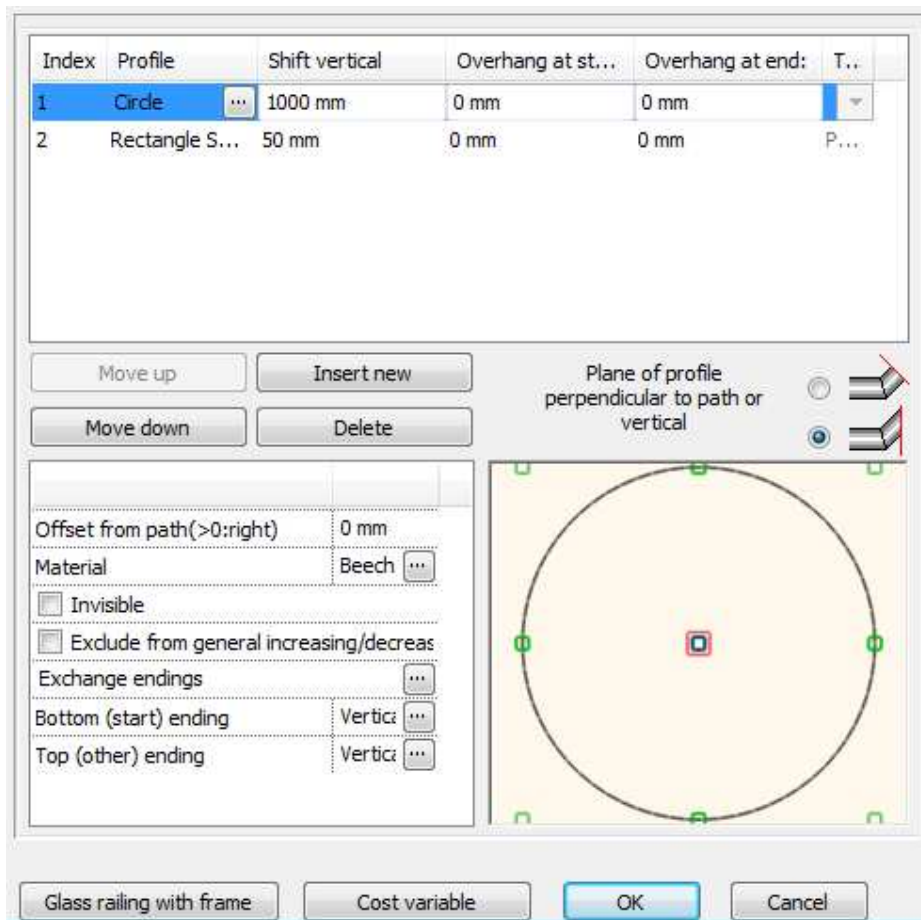 Index Profile Shift vertical Overhang at st... Overhang at end: T..
1 Circle ... 1000 mm 0 mm 0 mm
2 Rectangle S... 50 mm 0 mm 0 mm P...
Move up Insert new
Move down Delete
Plane of profile
perpendicular to path or
vertical
Offset from path(>0:right) 0 mm
Material Beech ...
Invisible
Exclude from general increasing/decreas
Exchange endings ...
Bottom (start) ending Vertica ...
Top (other) ending Vertica ...
Glass railing with frame Cost variable OK Cancel